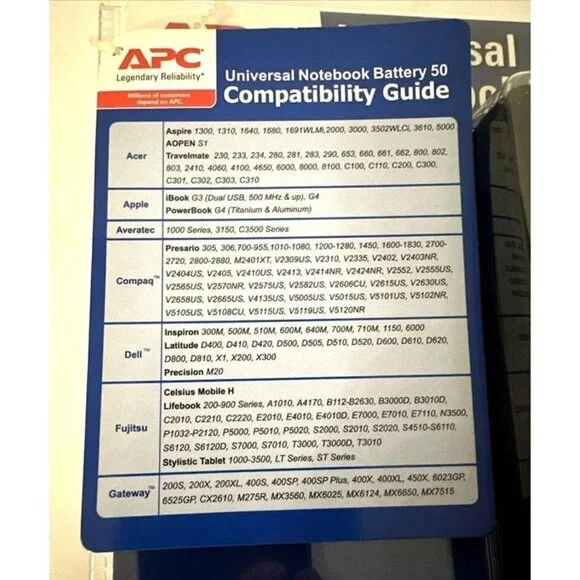 APC
Legendary Reliability®
Millions of customers
depend on APC.
Universal Notebook Battery 50
Compatibility Guide
Acer
Aspire 1300, 1310, 1640, 1680, 1691WLMi,2000, 3000, 3502WLCi, 3610, 5000
AOPEN S1
Travelmate 230, 233, 234, 280, 281, 283, 290, 653, 660, 661, 662, 800, 802,
803, 2410, 4060, 4100, 4650, 6000, 8000, 8100, C100, C110, C200, C300,
C301, C302, C303, C310
Apple
iBook G3 (Dual USB, 500 MHz & up), G4
PowerBook G4 (Titanium & Aluminum)
Averatec
1000 Series, 3150, C3500 Series
Compaq™
Presario 305, 306,700-955,1010-1080, 1200-1280, 1450, 1600-1830, 2700-
2720, 2800-2880, M2401XT, V2309US, V2310, V2335, V2402, V2403NR,
V2404US, V2405, V2410US, V2413, V2414NR, V2424NR, V2552, V2555US,
V2565US, V2570NR, V2575US, V2582US, V2606CU, V2615US, V2630US,
V2658US, V2665US, V4135US, V5005US, V5015US, V5101US, V5102NR,
V5105US, V5108CU, V5115US, V5119US, V5120NR
Dell™
Inspiron 300M, 500M, 510M, 600M, 640M, 700M, 710M, 1150, 6000
Latitude D400, D410, D420, D500, D505, D510, D520, D600, D610, D620,
D800, D810, X1, X200, X300
Precision M20
Fujitsu
Celsius Mobile H
Lifebook 200-900 Series, A1010, A4170, B112-B2630, B3000D, B3010D,
C2010, C2210, C2220, E2010, E4010, E4010D, E7000, E7010, E7110, N3500,
P1032-P2120, P5000, P5010, P5020, S2000, S2010, S2020, S4510-S6110,
S6120, S6120D, S7000, S7010, T3000, T3000D, T3010
Stylistic Tablet 1000-3500, LT Series, ST Series
Gateway™
200S, 200X, 200XL, 400S, 400SP, 400SP Plus, 400X, 400XL, 450X, 6023GP,
6525GP, CX2610, M275R, MX3560, MX6025, MX6124, MX6650, MX7515